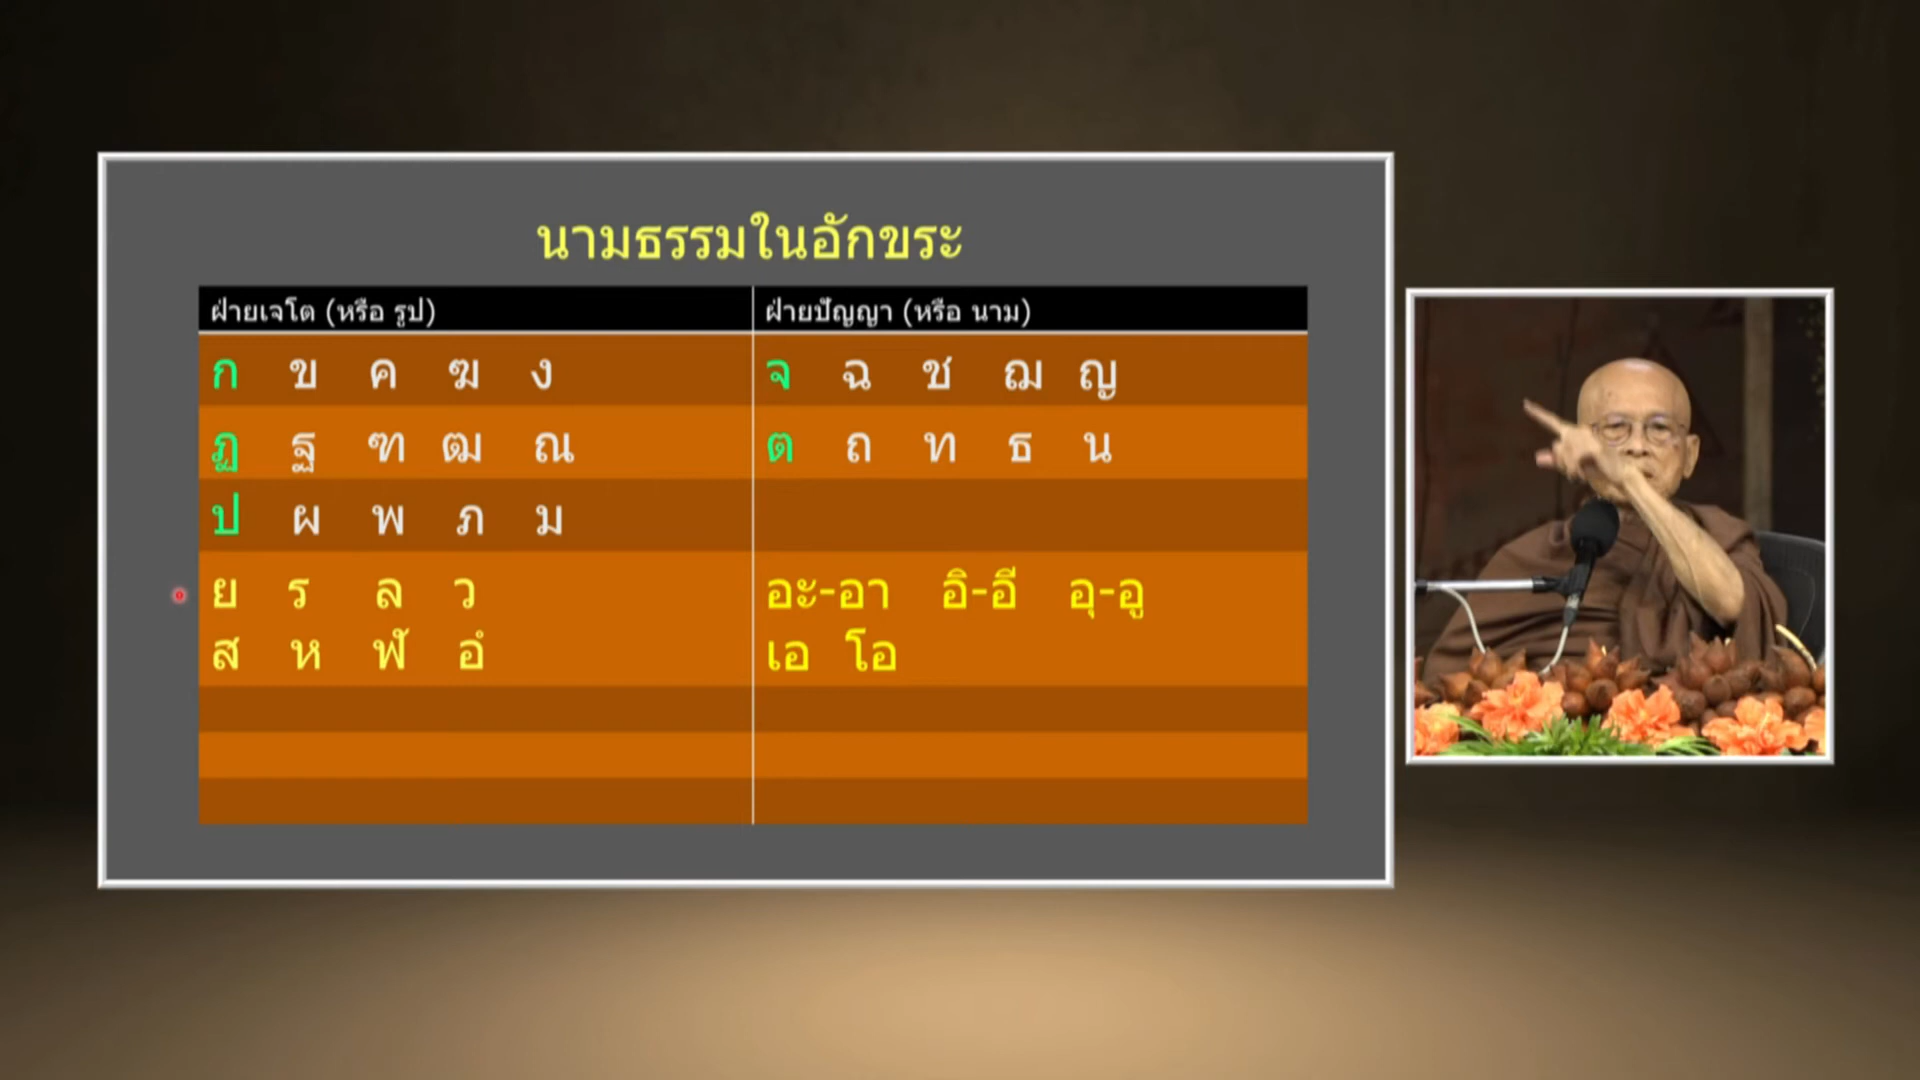 นามธรรมในอักขระ
ฝ่ายเจโต (หรือ รูป) ฝ่ายปัญญา (หรือ นาม)
ก ข ค ฆ ง จ ฉ ช ฌ ญ
ฏ ฐ ฑ ฒ ณ ต ถ ท ธ น
ป ผ พ ภ ม
ย ร ล ว อะ-อา อิ-อี อุ-อู
ส ห ฬ อํ เอ โอ